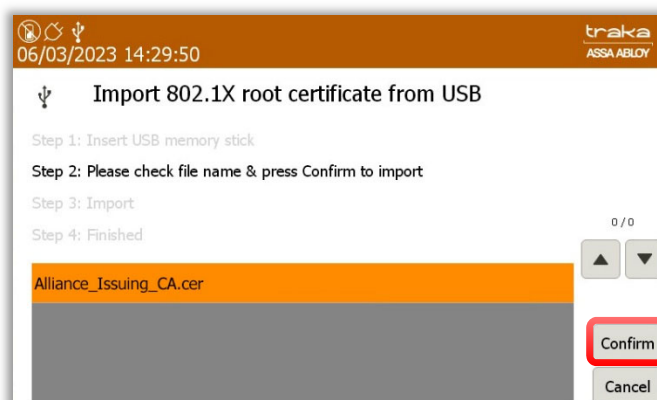 06/03/2023 14:29:50
traka
ASSA ABLOY
Import 802.1X root certificate from USB
Step 1: Insert USB memory stick
Step 2: Please check file name & press Confirm to import
Step 3: Import
Step 4: Finished
0/0
Alliance_Issuing_CA.cer
Confirm
Cancel